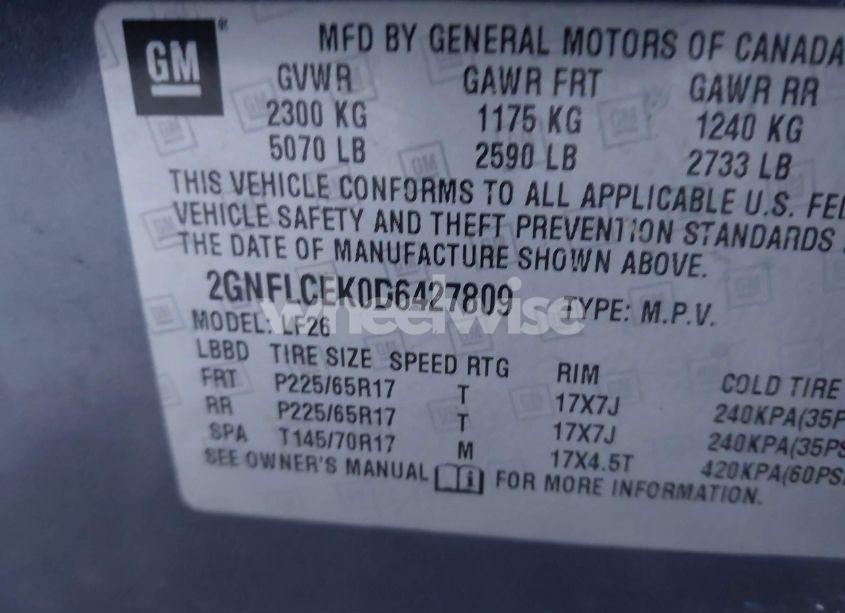 GM
MFD BY GENERAL MOTORS OF CANADA
GVWR GAWR FRT GAWR RR
2300 KG 1175 KG 1240 KG
5070 LB 2590 LB 2733 LB
THIS VEHICLE CONFORMS TO ALL APPLICABLE U.S. FE
VEHICLE SAFETY AND THEFT PREVENTION STANDARDS
THE DATE OF MANUFACTURE SHOWN ABOVE.
2GNFLCEK0D6427809 TYPE: M.P.V.
wheelwise
MODEL: LF26
LBBD TIRE SIZE SPEED RTG RIM COLD TIRE
FRT P225/65R17 T 17X7J 240KPA(35P
RR P225/65R17 T 17X7J 240KPA(35PS
SPA T145/70R17 M 17X4.5T 420KPA(60PS
SEE OWNER'S MANUAL FOR MORE INFORMATION.